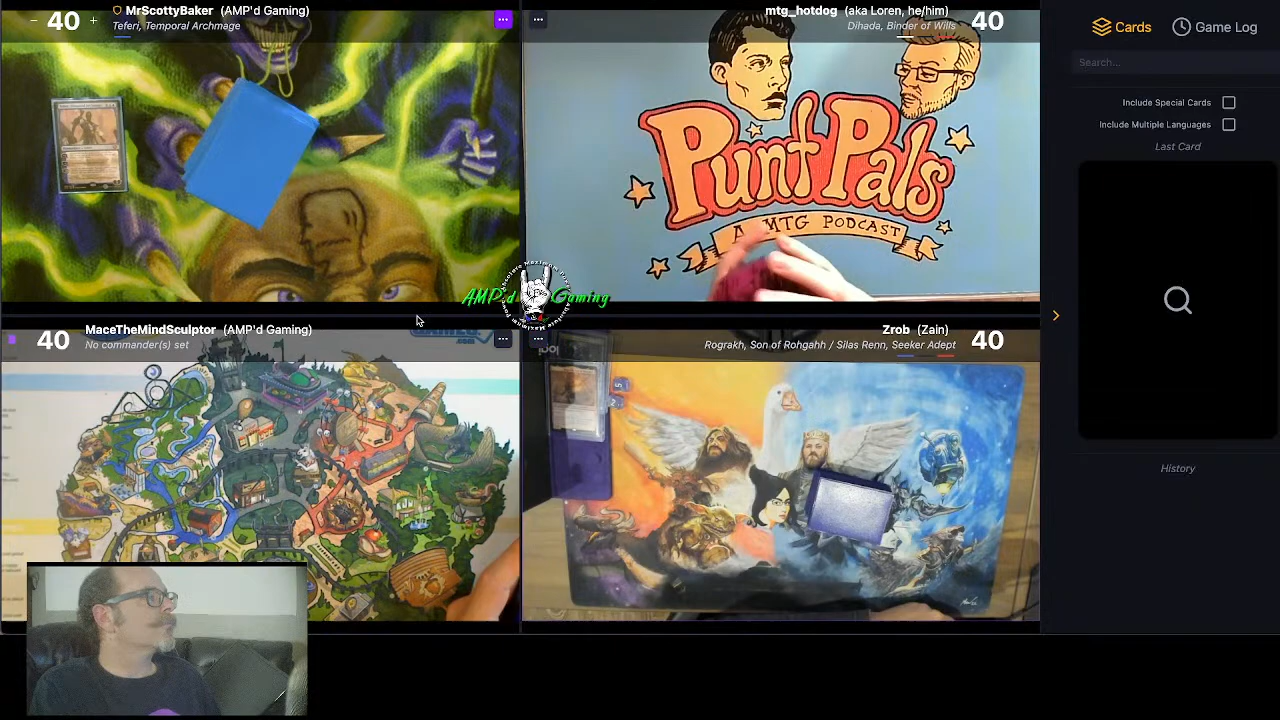 40
MrScottyBaker (AMP'd Gaming)
Teferi, Temporal Archmage
mtg_hotdog (aka Loren, he/him)
Dihada, Binder of Wills
40
Punt Pals
A MTG PODCAST
AMP'd Gaming
40
MaceTheMindSculptor (AMP'd Gaming)
No commander(s) set
Zrob (Zain)
Rograkh, Son of Rohgahh / Silas Renn, Seeker Adept
40
Cards
Game Log
Search...
Include Special Cards
Include Multiple Languages
Last Card
History